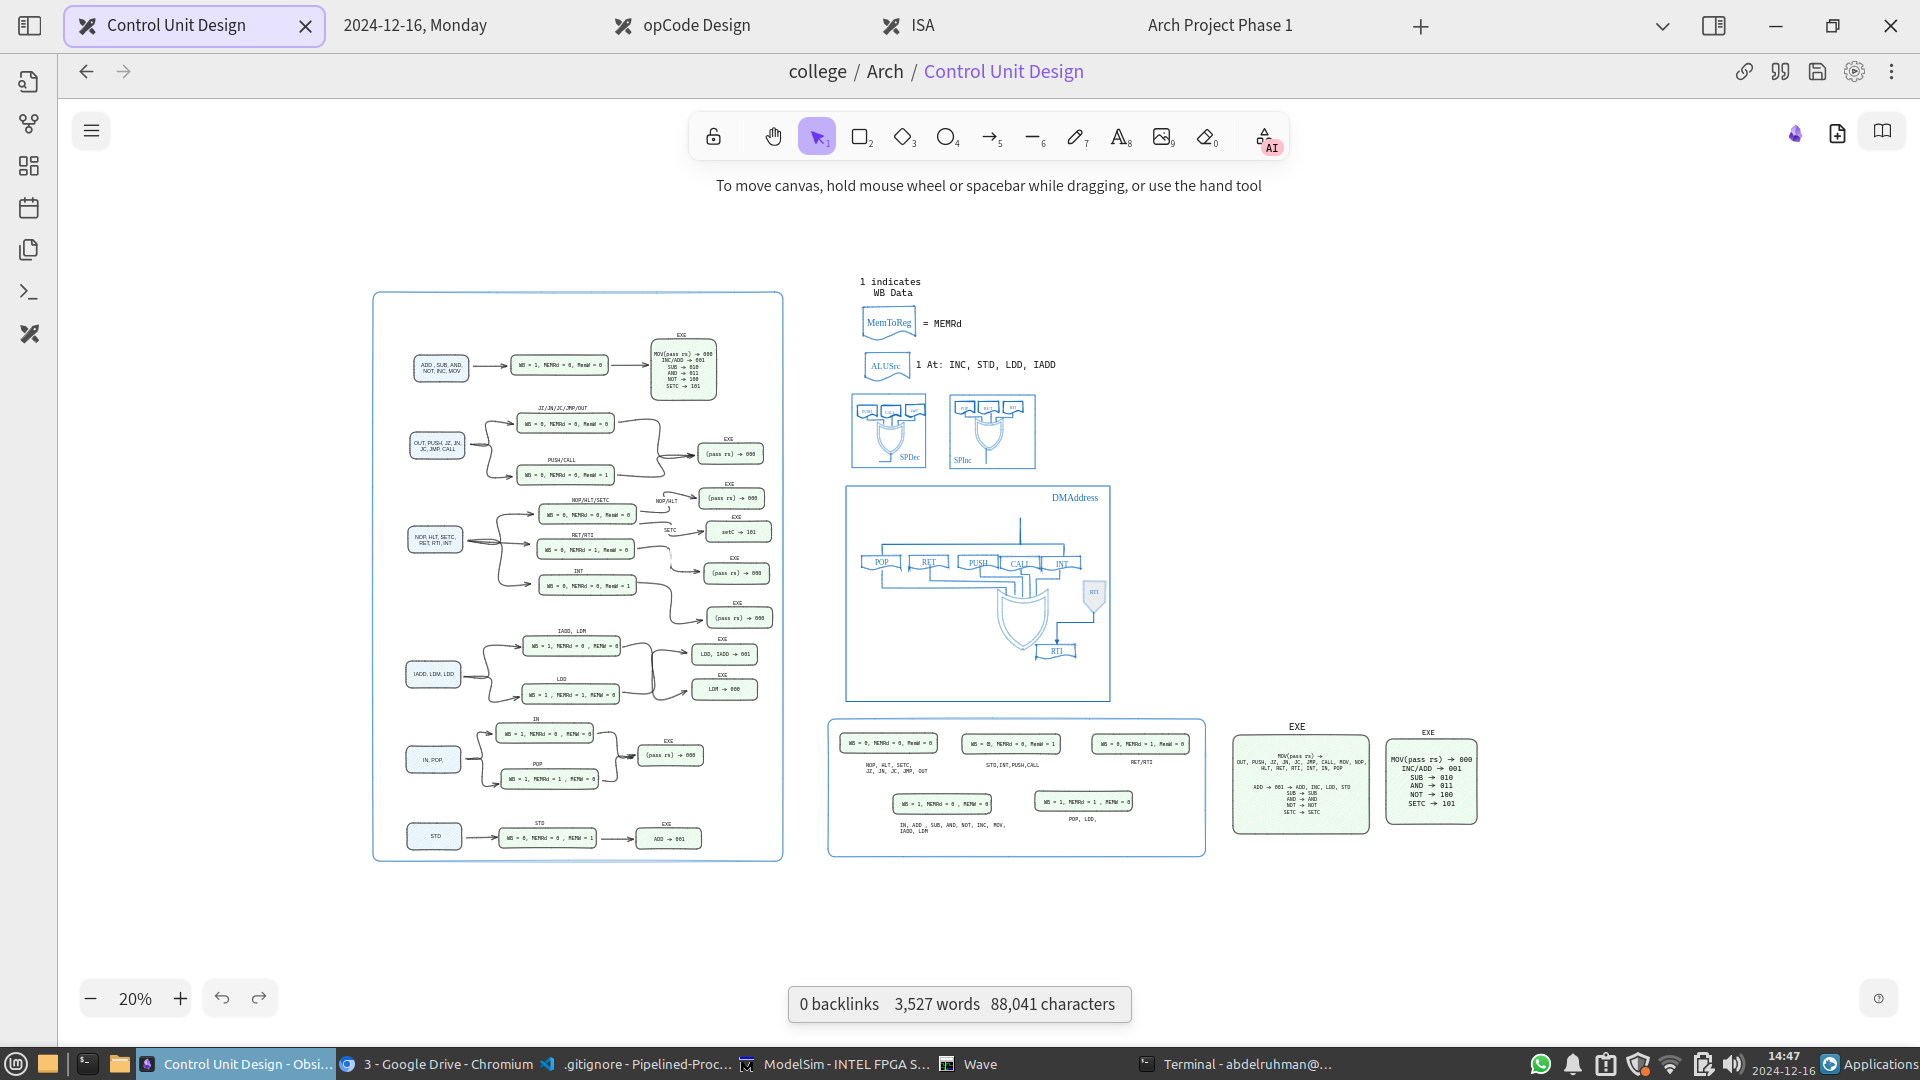 Control Unit Design
2024-12-16, Monday
opCode Design
ISA
Arch Project Phase 1
college / Arch / Control Unit Design
1
2
3
4
5
6
7
8
9
0
AI
To move canvas, hold mouse wheel or spacebar while dragging, or use the hand tool
ADD , SUB, AND,
NOT, INC, MOV
WB = 1, MEMRd = 0, MemW = 0
EXE
MOV(pass rs) → 000
INC/ADD → 001
SUB → 010
AND → 011
NOT → 100
SETC → 101
OUT, PUSH, JZ, JN,
JC, JMP, CALL
JZ/JN/JC/JMP/OUT
WB = 0, MEMRd = 0, MemW = 0
PUSH/CALL
WB = 0, MEMRd = 0, MemW = 1
EXE
(pass rs) → 000
NOP, HLT, SETC,
RET, RTI, INT
NOP/HLT/SETC
WB = 0, MEMRd = 0, MemW = 0
NOP/HLT
EXE
(pass rs) → 000
SETC
EXE
setC → 101
RET/RTI
WB = 0, MEMRd = 1, MemW = 0
EXE
(pass rs) → 000
INT
WB = 0, MEMRd = 0, MemW = 1
EXE
(pass rs) → 000
IADD, LDM, LDD
IADD, LDM
WB = 1, MEMRd = 0 , MEMW = 0
EXE
LDD, IADD → 001
LDD
WB = 1 , MEMRd = 1, MEMW = 0
EXE
LDM → 000
IN, POP,
IN
WB = 1, MEMRd = 0 , MEMW = 0
POP
WB = 1, MEMRd = 1 , MEMW = 0
EXE
(pass rs) → 000
STD
STD
WB = 0, MEMRd = 0 , MEMW = 1
EXE
ADD → 001
1 indicates
WB Data
MemToReg
= MEMRd
ALUSrc
1 At: INC, STD, LDD, IADD
PUSH
CALL
INT
SPDec
POP
RET
RTI
SPInc
DMAddress
POP
RET
PUSH
CALL
INT
RTI
RTI
WB = 0, MEMRd = 0, MemW = 0
NOP, HLT, SETC,
JZ, JN, JC, JMP, OUT
WB = 0, MEMRd = 0, MemW = 1
STD,INT,PUSH,CALL
WB = 0, MEMRd = 1, MemW = 0
RET/RTI
WB = 1, MEMRd = 0 , MEMW = 0
IN, ADD , SUB, AND, NOT, INC, MOV,
IADD, LDM
WB = 1, MEMRd = 1 , MEMW = 0
POP, LDD,
EXE
MOV(pass rs) →
OUT, PUSH, JZ, JN, JC, JMP, CALL, MOV, NOP,
HLT, RET, RTI, INT, IN, POP
ADD → 001 → ADD, INC, LDD, STD
SUB → SUB
AND → AND
NOT → NOT
SETC → SETC
EXE
MOV(pass rs) → 000
INC/ADD → 001
SUB → 010
AND → 011
NOT → 100
SETC → 101
20%
0 backlinks
3,527 words
88,041 characters
Control Unit Design - Obsi...
3 - Google Drive - Chromium
.gitignore - Pipelined-Proc...
ModelSim - INTEL FPGA S...
Wave
Terminal - abdelruhman@...
14:47
2024-12-16
Applications